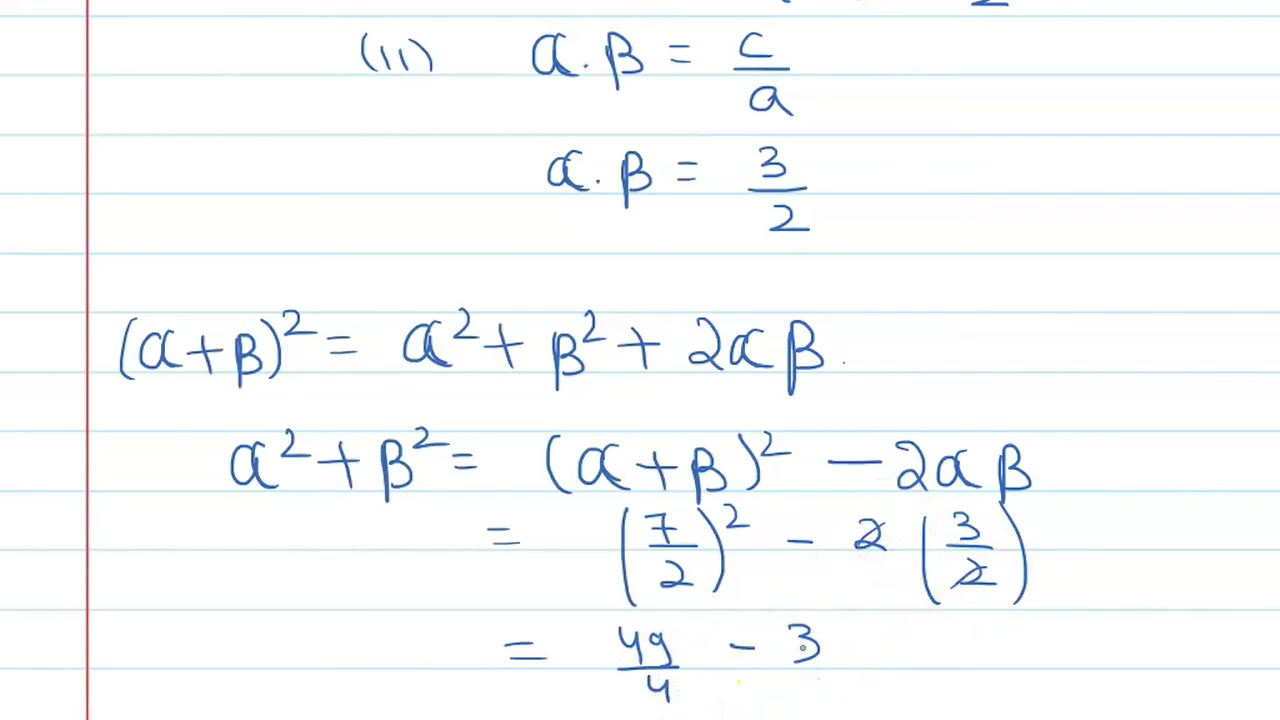 2
(ii) α.β = c/a
α.β = 3/2
(α+β)² = α² + β² + 2αβ.
α² + β² = (α+β)² − 2αβ
= (7/2)² − 2 (3/2)
= 49/4 − 3